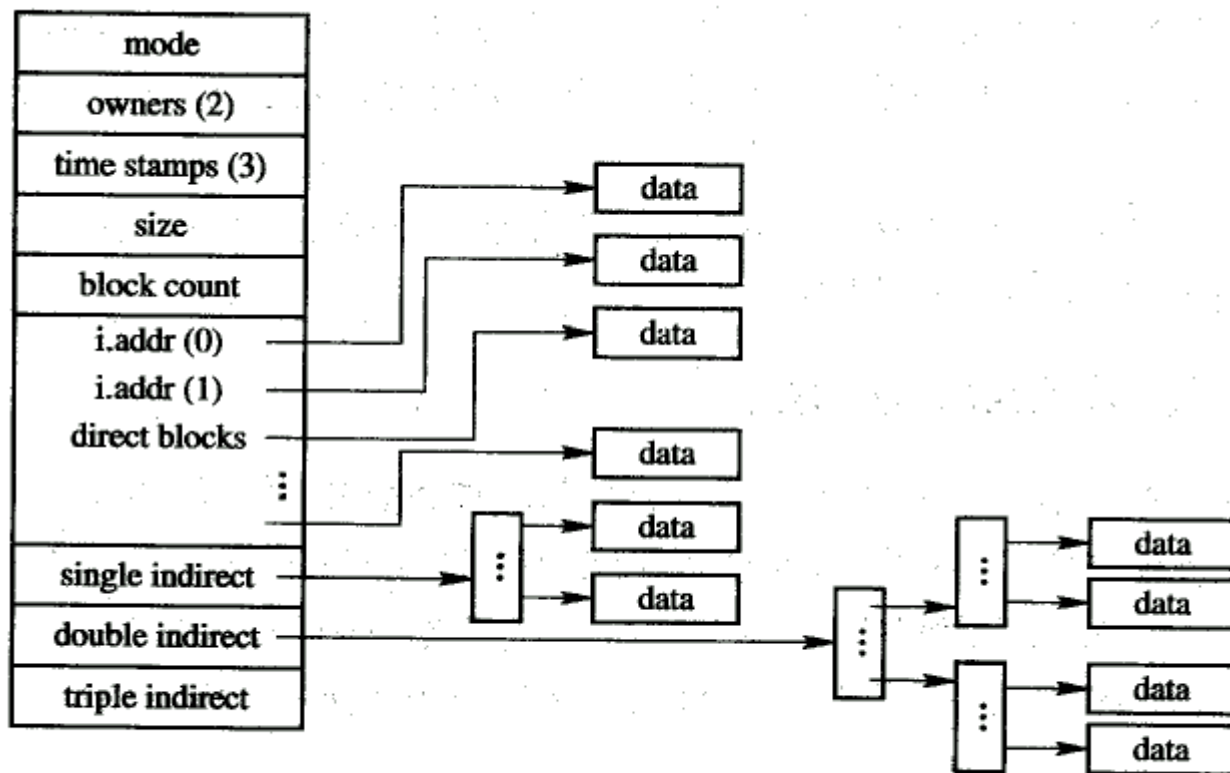 mode
owners (2)
time stamps (3)
size
block count
i.addr (0)
i.addr (1)
direct blocks
...
single indirect
double indirect
triple indirect
data
data
data
data
data
...
data
...
...
data
data
...
data
data